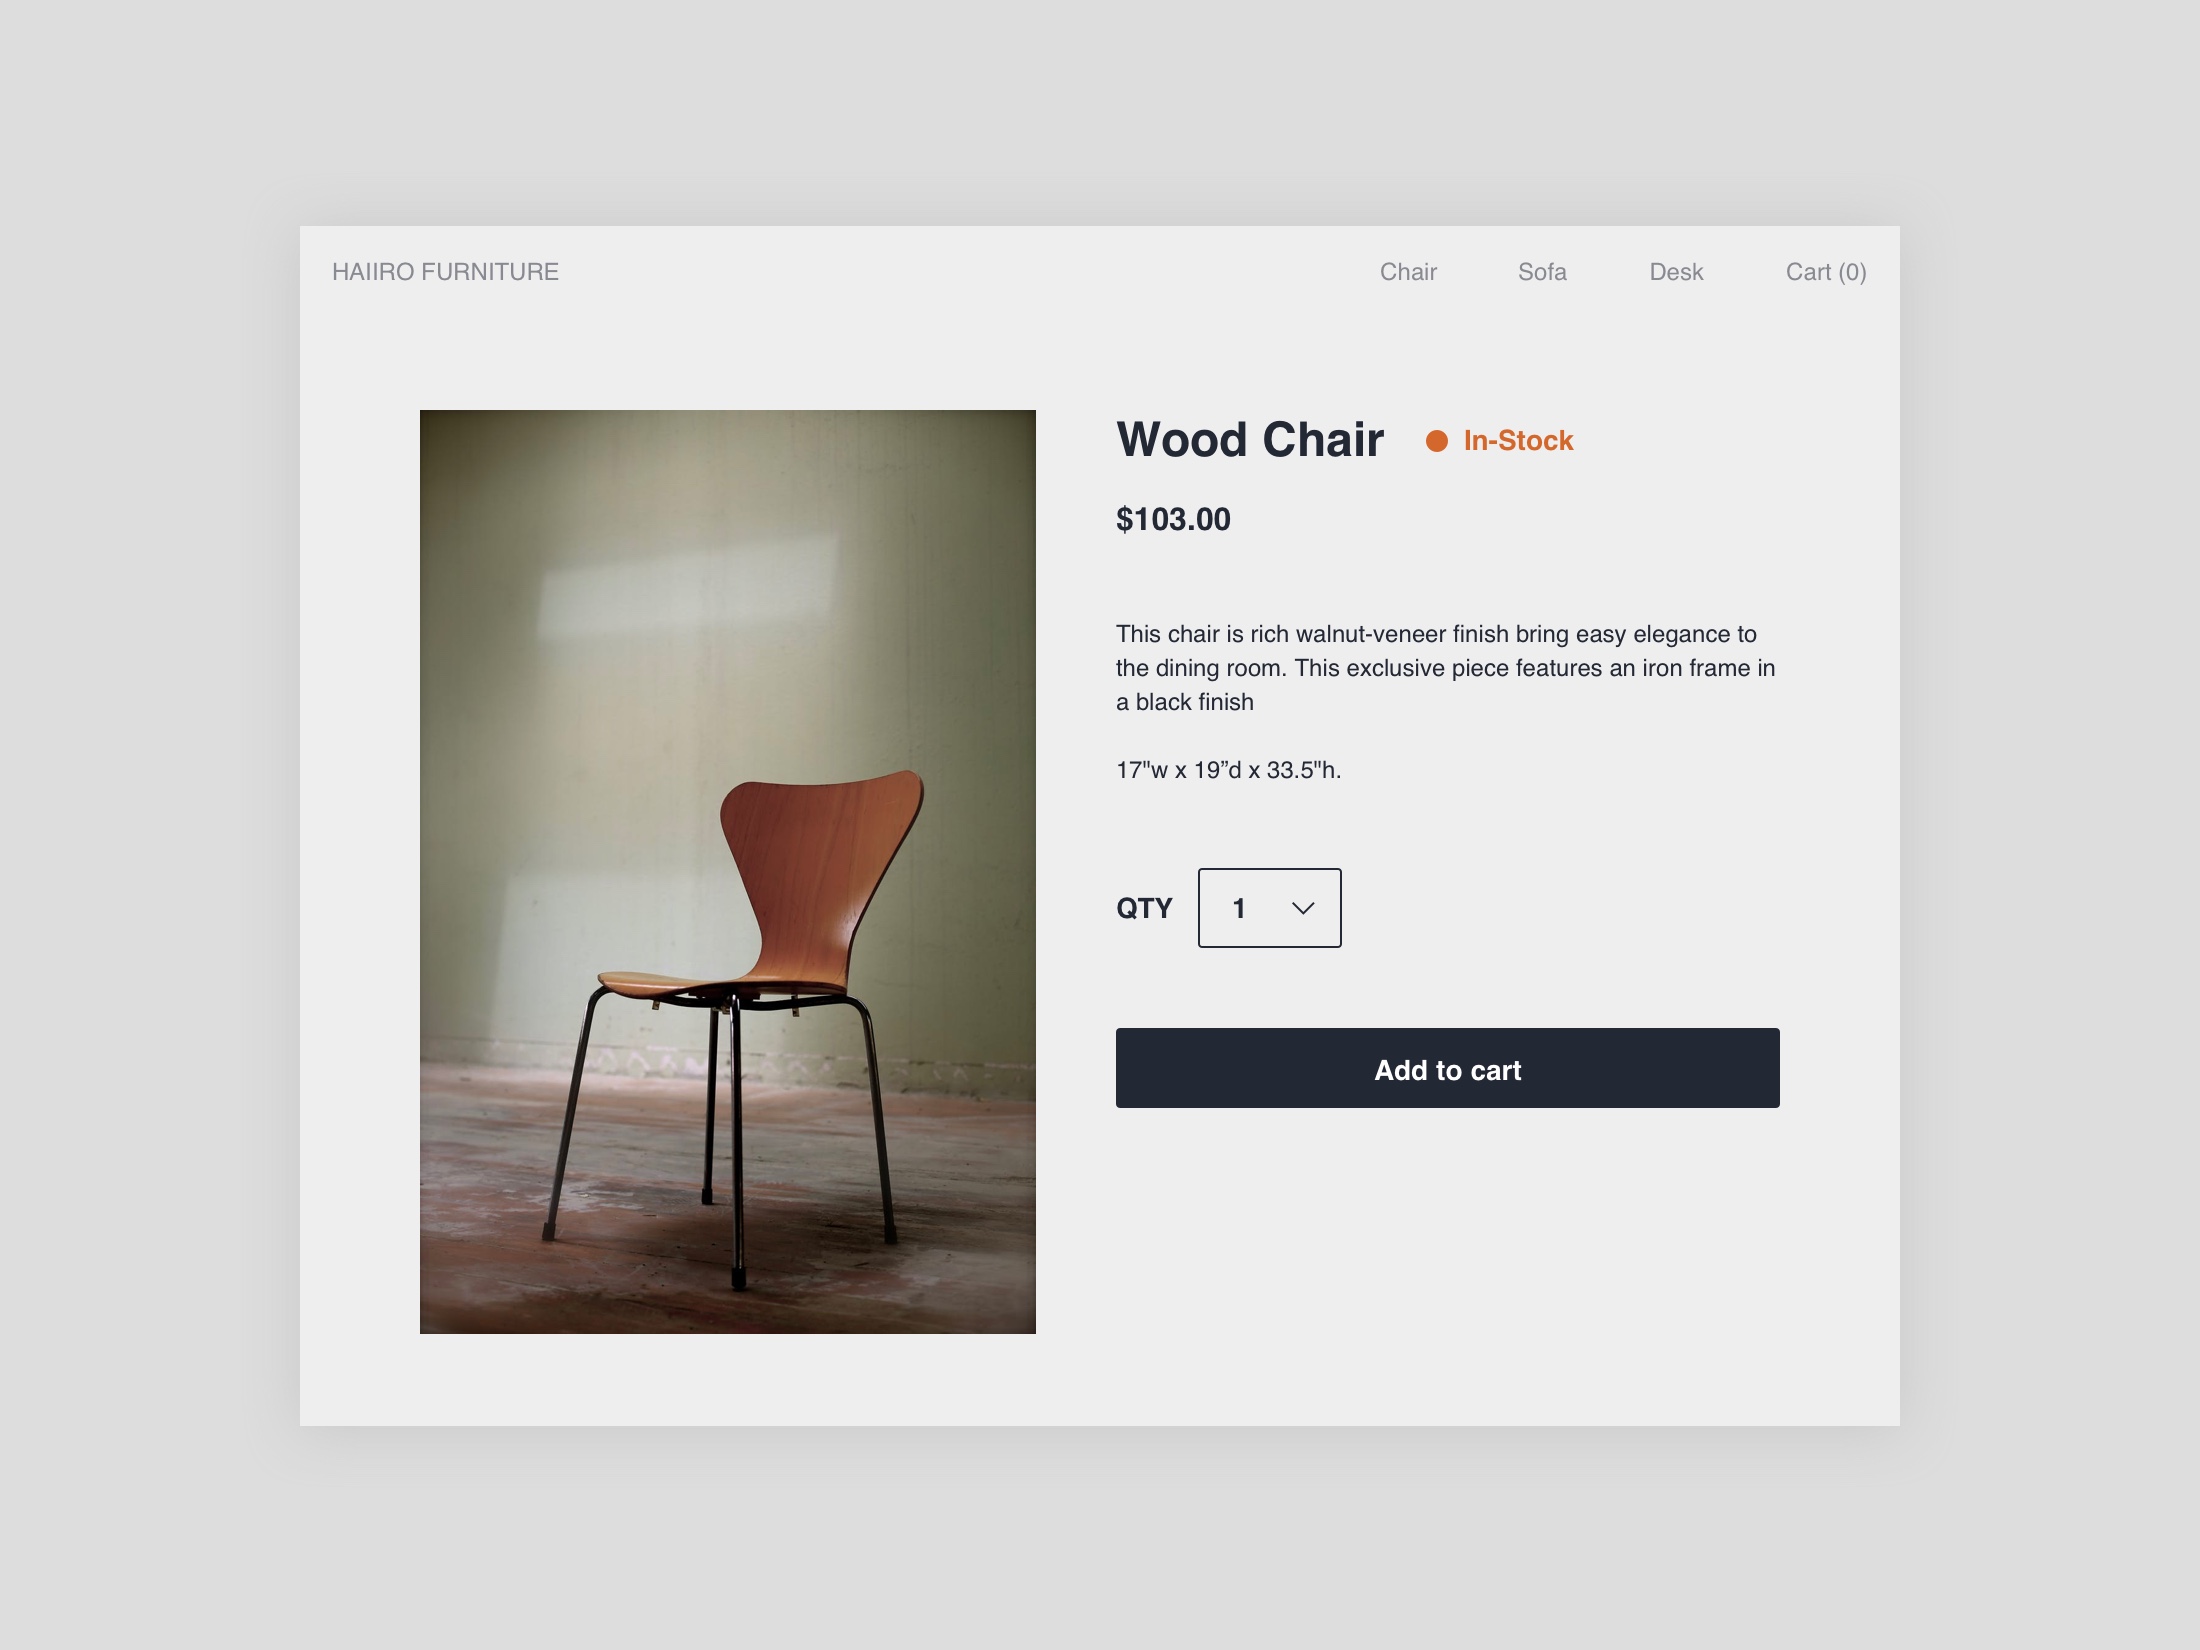 HAIIRO FURNITURE
Chair
Sofa
Desk
Cart (0)
Wood Chair
In-Stock
$103.00
This chair is rich walnut-veneer finish bring easy elegance to
the dining room. This exclusive piece features an iron frame in
a black finish
17"w x 19”d x 33.5"h.
QTY
1
Add to cart